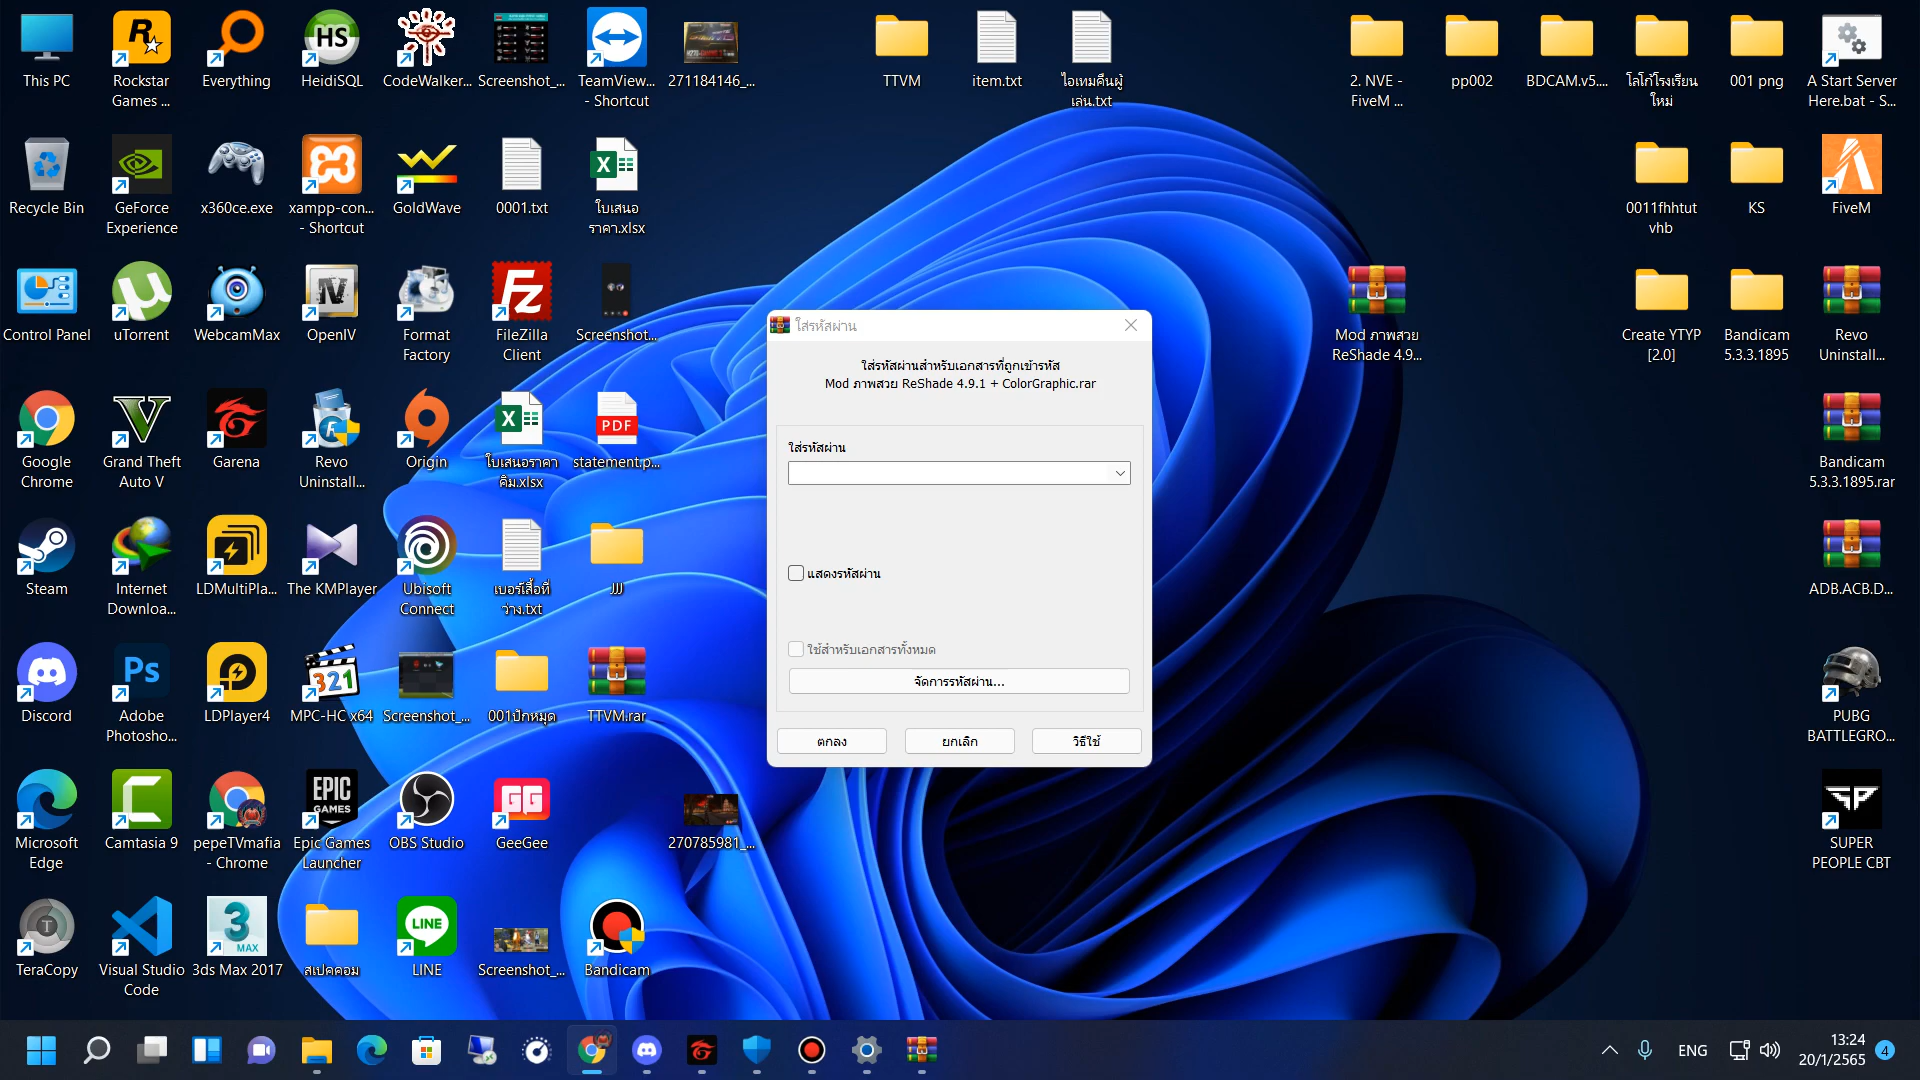 This PC
Rockstar
Games ...
Everything
HeidiSQL
CodeWalker...
Screenshot_...
TeamView...
- Shortcut
271184146_...
TTVM
item.txt
ไอเทมคืนผู้
เล่น.txt
2. NVE -
FiveM ...
pp002
BDCAM.v5....
โลโก้โรงเรียน
ใหม่
001 png
A Start Server
Here.bat - S...
Recycle Bin
GeForce
Experience
x360ce.exe
xampp-con...
- Shortcut
GoldWave
0001.txt
ใบเสนอ
ราคา.xlsx
0011fhhtut
vhb
KS
FiveM
Control Panel
uTorrent
WebcamMax
OpenIV
Format
Factory
FileZilla
Client
Screenshot...
Mod ภาพสวย
ReShade 4.9...
Create YTYP
[2.0]
Bandicam
5.3.3.1895
Revo
Uninstall...
ใส่รหัสผ่าน
ใส่รหัสผ่านสำหรับเอกสารที่ถูกเข้ารหัส
Mod ภาพสวย ReShade 4.9.1 + ColorGraphic.rar
ใส่รหัสผ่าน
แสดงรหัสผ่าน
ใช้สำหรับเอกสารทั้งหมด
จัดการรหัสผ่าน...
ตกลง
ยกเลิก
วิธีใช้
Google
Chrome
Grand Theft
Auto V
Garena
Revo
Uninstall...
Origin
ใบเสนอราคา
คิม.xlsx
PDF
statement.p...
Bandicam
5.3.3.1895.rar
Steam
Internet
Downloa...
LDMultiPla...
The KMPlayer
Ubisoft
Connect
เบอร์เสื้อที่
ว่าง.txt
JJJ
ADB.ACB.D...
Discord
Adobe
Photosho...
LDPlayer4
MPC-HC x64
Screenshot_...
001ปักหมุด
TTVM.rar
PUBG
BATTLEGRO...
Microsoft
Edge
Camtasia 9
pepeTVmafia
- Chrome
EPIC
GAMES
Epic Games
Launcher
OBS Studio
GeeGee
270785981_...
SUPER
PEOPLE CBT
TeraCopy
Visual Studio
Code
3ds Max 2017
สเปคคอม
LINE
LINE
Screenshot_...
Bandicam
ENG
13:24
20/1/2565
4